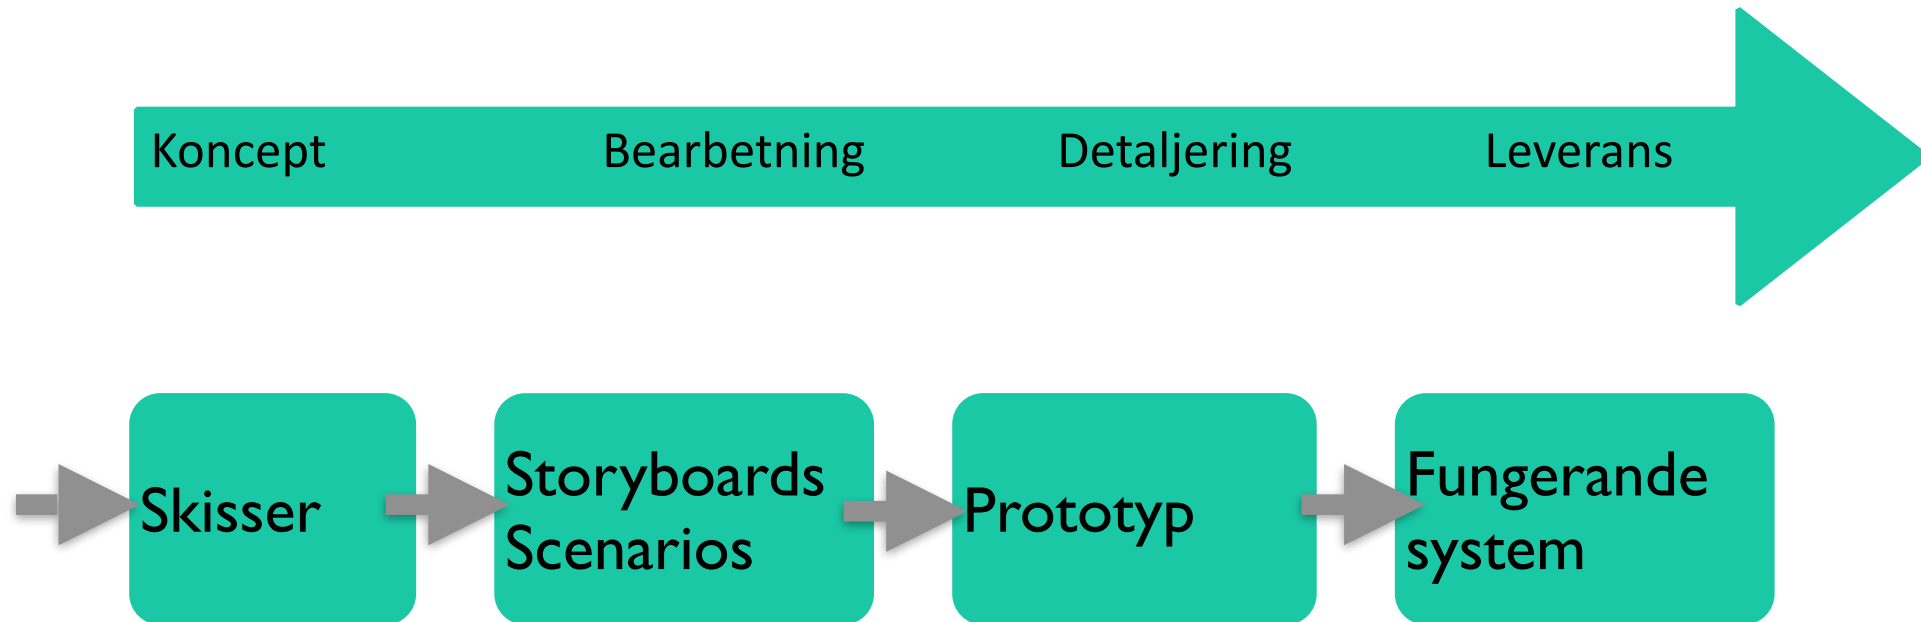 Koncept
Bearbetning
Detaljering
Leverans
Skisser
Storyboards
Scenarios
Prototyp
Fungerande
system